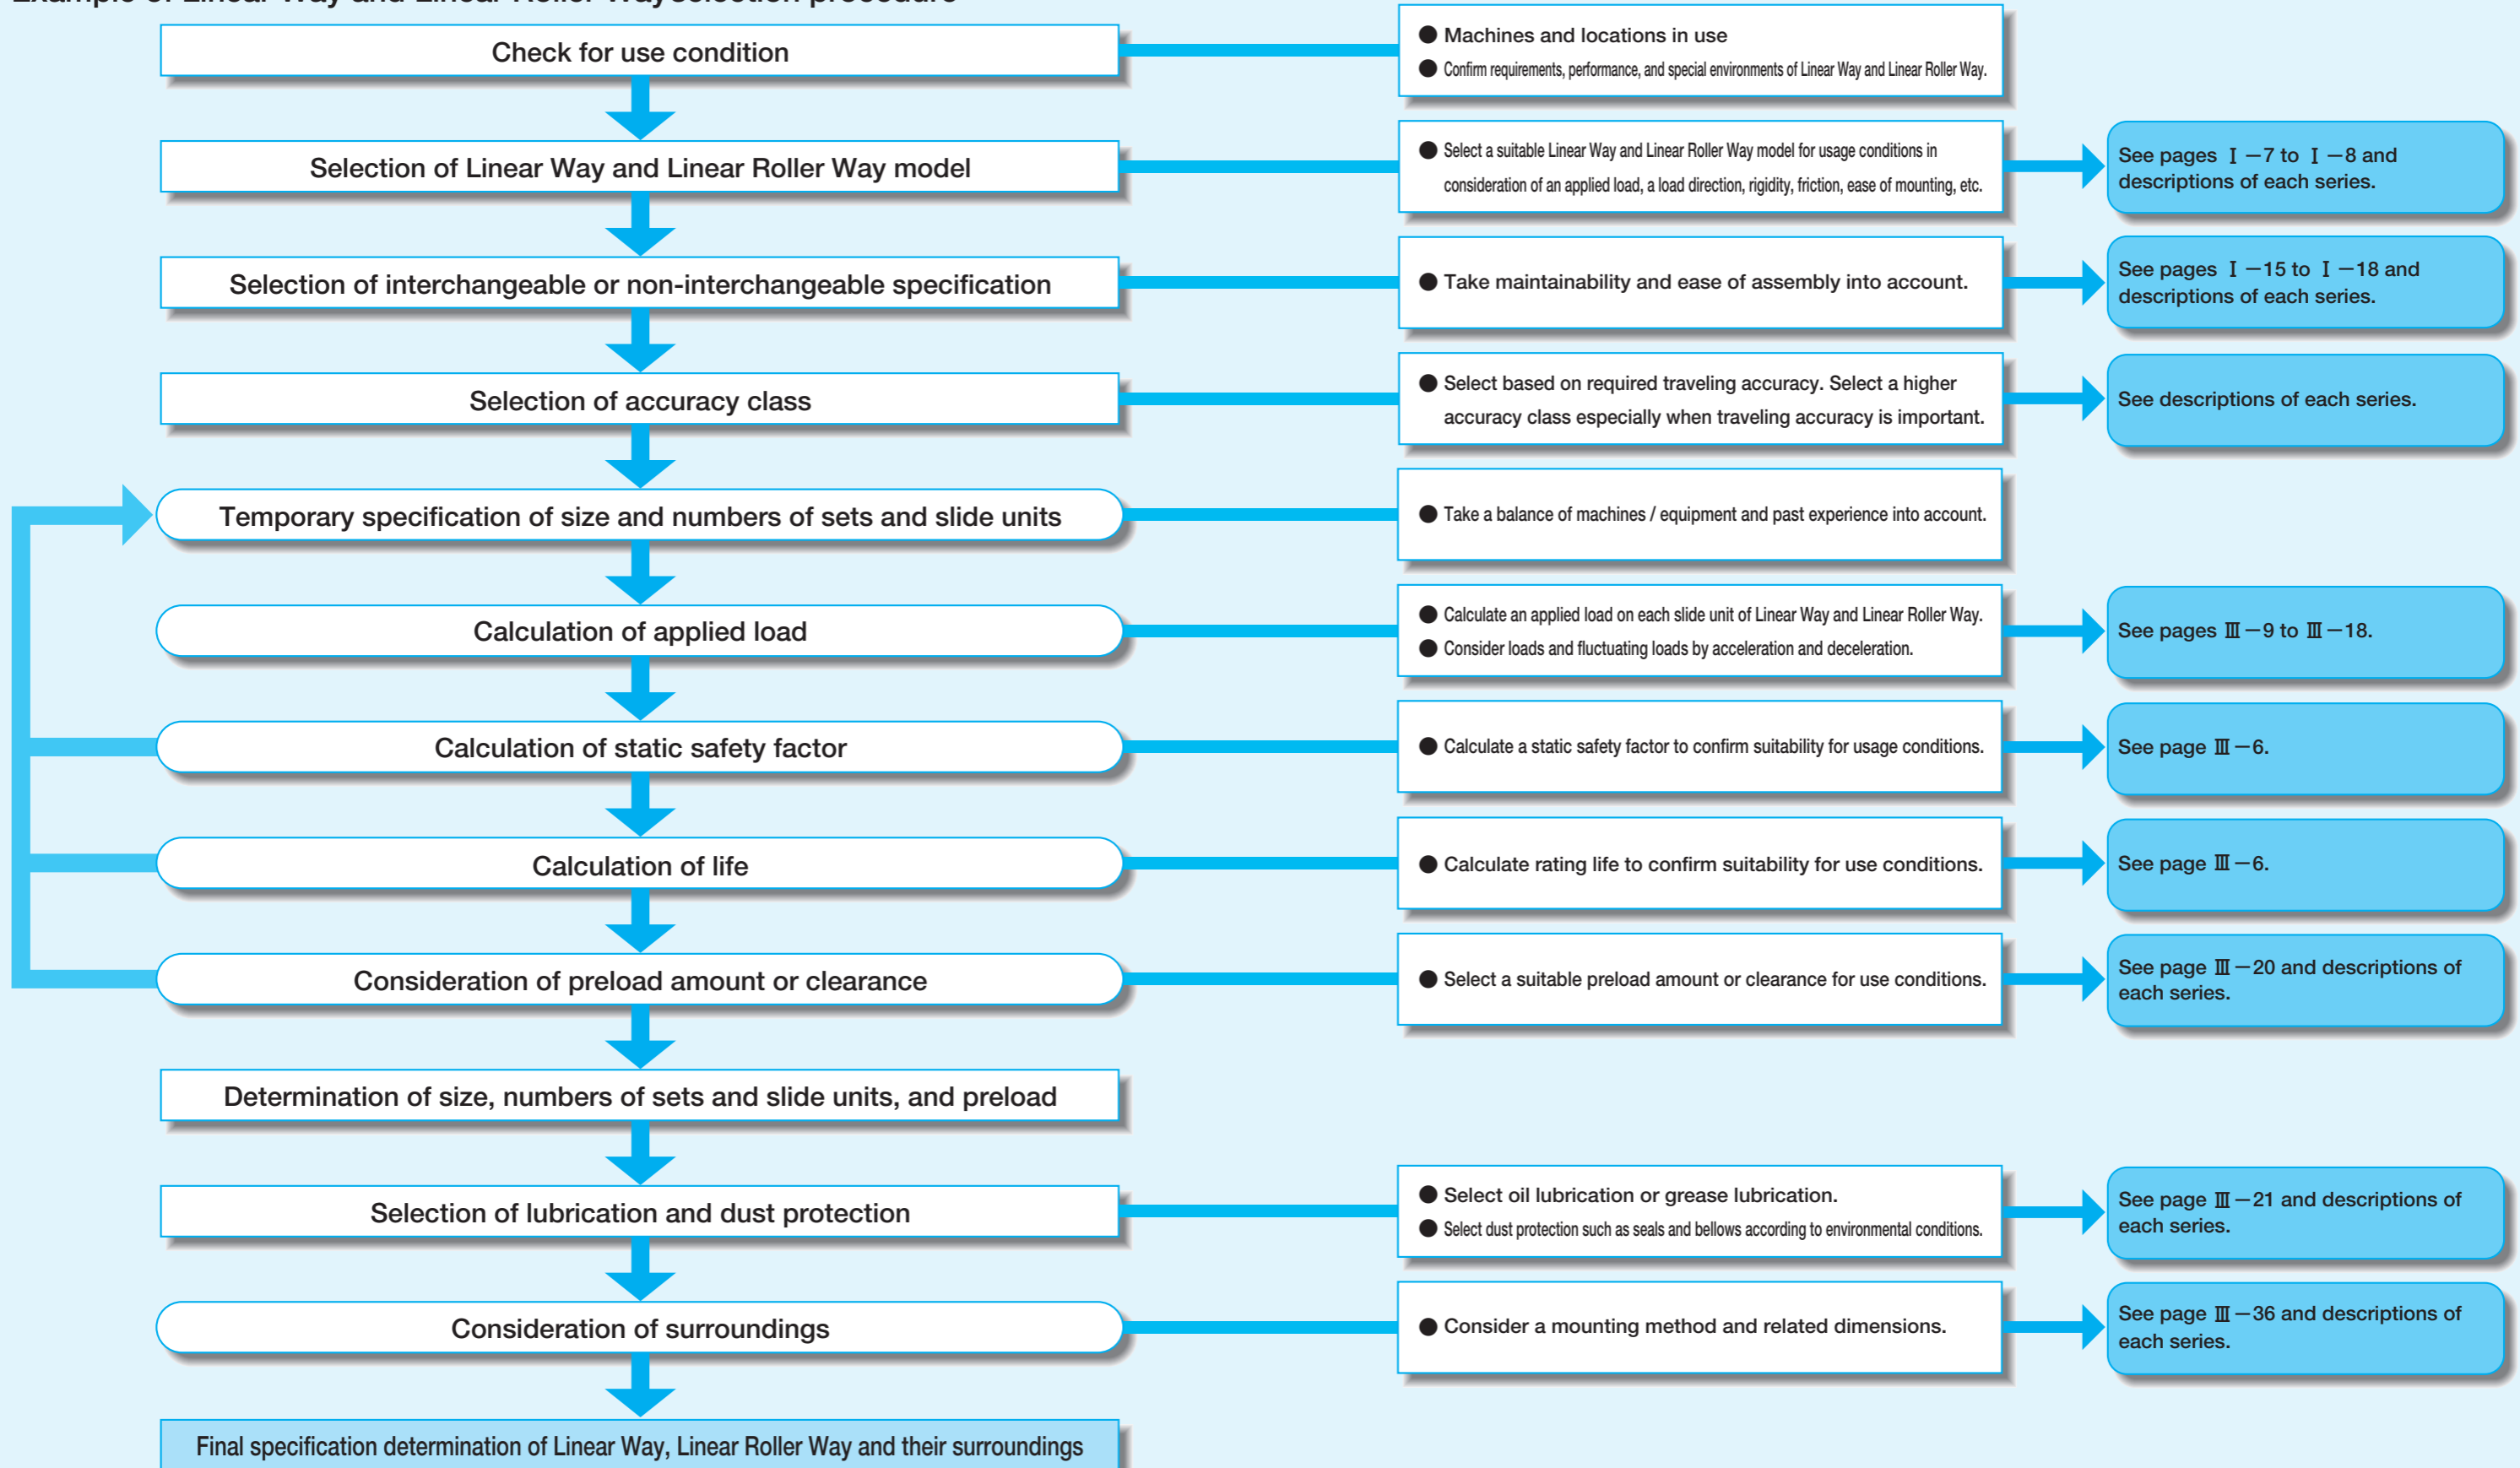 Example of Linear Way and Linear Roller Way selection procedure
Check for use condition
● Machines and locations in use
● Confirm requirements, performance, and special environments of Linear Way and Linear Roller Way.
Selection of Linear Way and Linear Roller Way model
● Select a suitable Linear Way and Linear Roller Way model for usage conditions in
consideration of an applied load, a load direction, rigidity, friction, ease of mounting, etc.
See pages Ⅰ－7 to Ⅰ－8 and
descriptions of each series.
Selection of interchangeable or non-interchangeable specification
● Take maintainability and ease of assembly into account.
See pages Ⅰ－15 to Ⅰ－18 and
descriptions of each series.
Selection of accuracy class
● Select based on required traveling accuracy. Select a higher
accuracy class especially when traveling accuracy is important.
See descriptions of each series.
Temporary specification of size and numbers of sets and slide units
● Take a balance of machines / equipment and past experience into account.
Calculation of applied load
● Calculate an applied load on each slide unit of Linear Way and Linear Roller Way.
● Consider loads and fluctuating loads by acceleration and deceleration.
See pages Ⅲ－9 to Ⅲ－18.
Calculation of static safety factor
● Calculate a static safety factor to confirm suitability for usage conditions.
See page Ⅲ－6.
Calculation of life
● Calculate rating life to confirm suitability for use conditions.
See page Ⅲ－6.
Consideration of preload amount or clearance
● Select a suitable preload amount or clearance for use conditions.
See page Ⅲ－20 and descriptions of
each series.
Determination of size, numbers of sets and slide units, and preload
Selection of lubrication and dust protection
● Select oil lubrication or grease lubrication.
● Select dust protection such as seals and bellows according to environmental conditions.
See page Ⅲ－21 and descriptions of
each series.
Consideration of surroundings
● Consider a mounting method and related dimensions.
See page Ⅲ－36 and descriptions of
each series.
Final specification determination of Linear Way, Linear Roller Way and their surroundings